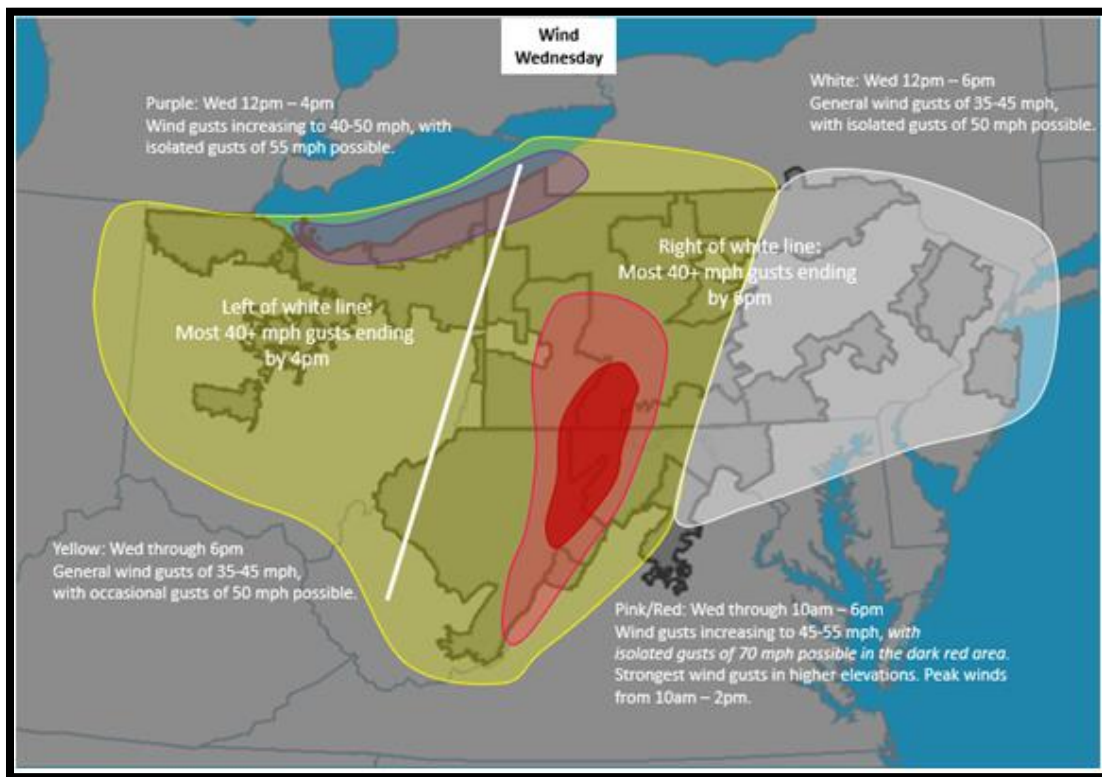 Wind
Wednesday
Purple: Wed 12pm – 4pm
Wind gusts increasing to 40-50 mph, with
isolated gusts of 55 mph possible.
White: Wed 12pm – 6pm
General wind gusts of 35-45 mph,
with isolated gusts of 50 mph possible.
Left of white line:
Most 40+ mph gusts ending
by 4pm
Right of white line:
Most 40+ mph gusts ending
by 6pm
Yellow: Wed through 6pm
General wind gusts of 35-45 mph,
with occasional gusts of 50 mph possible.
Pink/Red: Wed through 10am – 6pm
Wind gusts increasing to 45-55 mph, with
isolated gusts of 70 mph possible in the dark red area.
Strongest wind gusts in higher elevations. Peak winds
from 10am – 2pm.